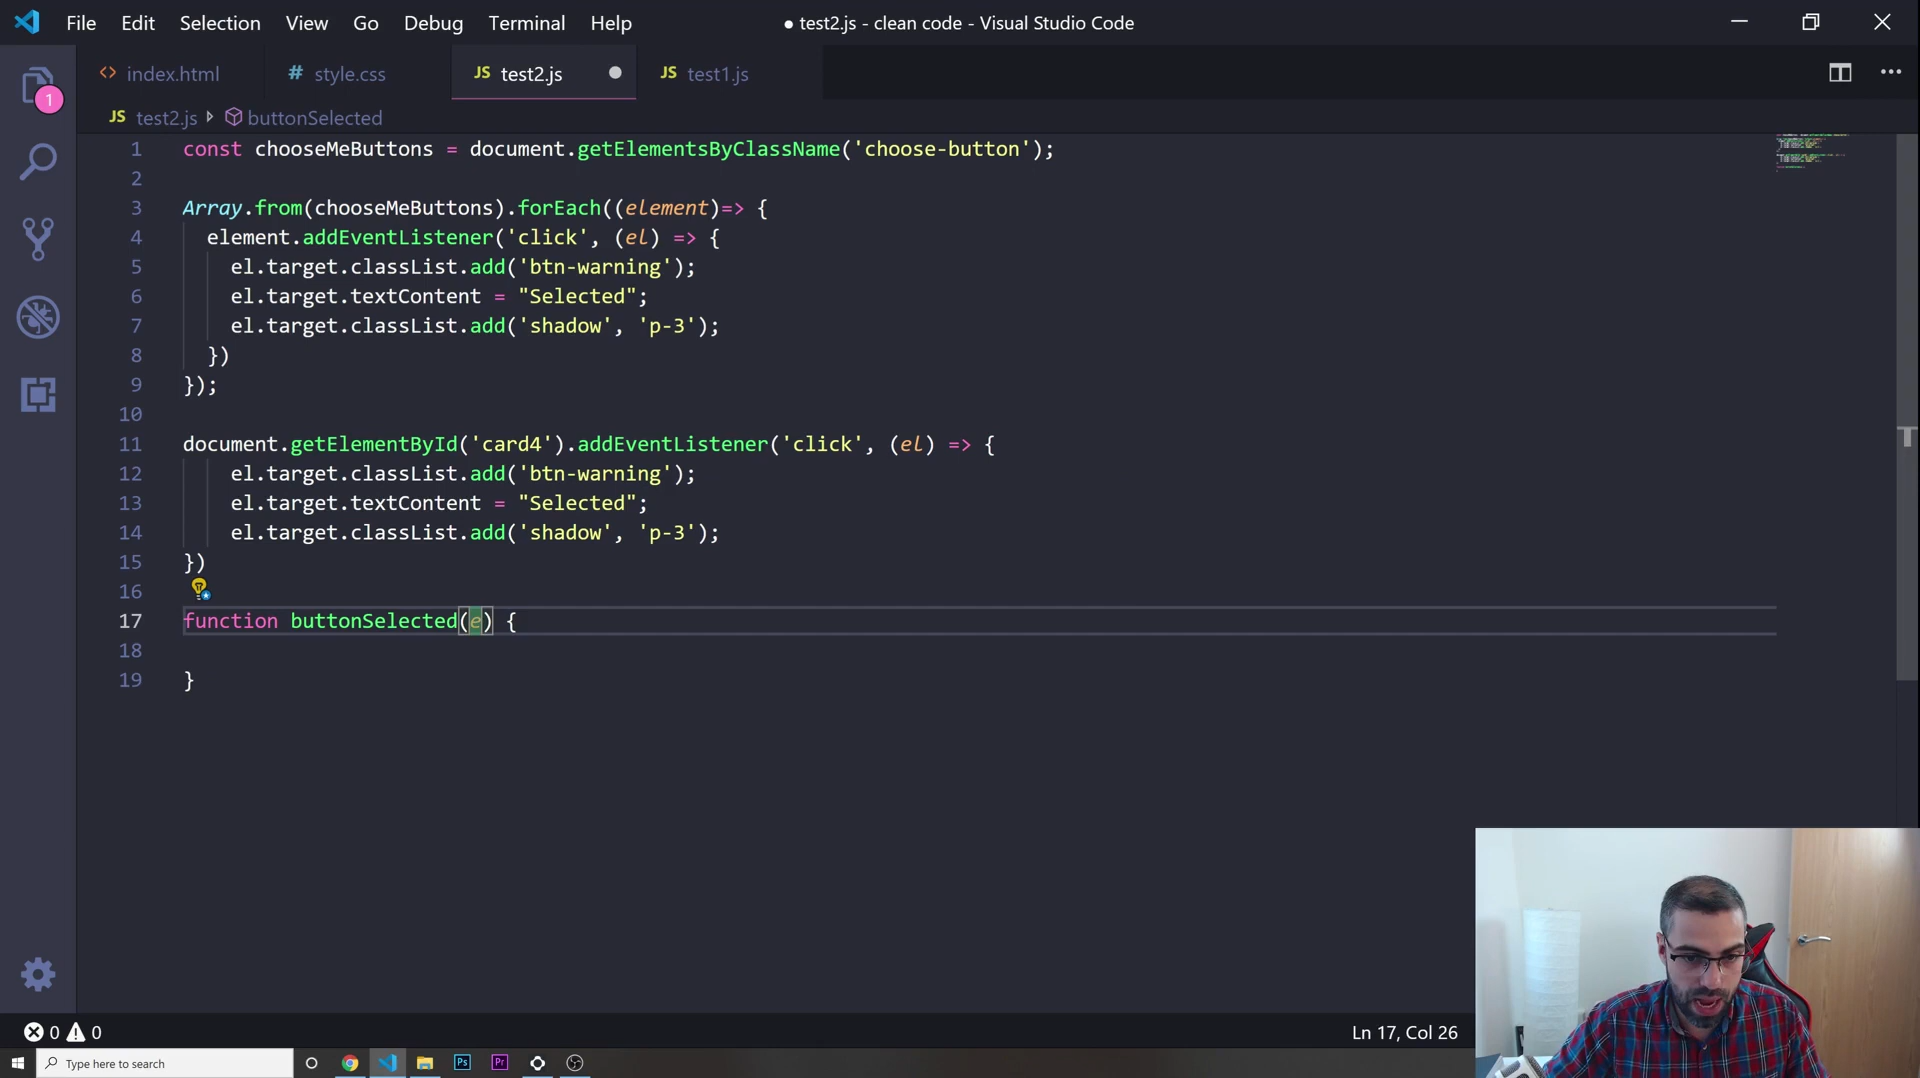 File Edit Selection View Go Debug Terminal Help
● test2.js - clean code - Visual Studio Code
1
<> index.html
# style.css
JS test2.js
JS test1.js
JS test2.js buttonSelected
1 const chooseMeButtons = document.getElementsByClassName('choose-button');
2
3 Array.from(chooseMeButtons).forEach((element)=> {
4 element.addEventListener('click', (el) => {
5 el.target.classList.add('btn-warning');
6 el.target.textContent = "Selected";
7 el.target.classList.add('shadow', 'p-3');
8 })
9 });
10
11 document.getElementById('card4').addEventListener('click', (el) => {
12 el.target.classList.add('btn-warning');
13 el.target.textContent = "Selected";
14 el.target.classList.add('shadow', 'p-3');
15 })
16
17 function buttonSelected(e) {
18
19 }
0 0
Ln 17, Col 26
Type here to search
Ps
Pr